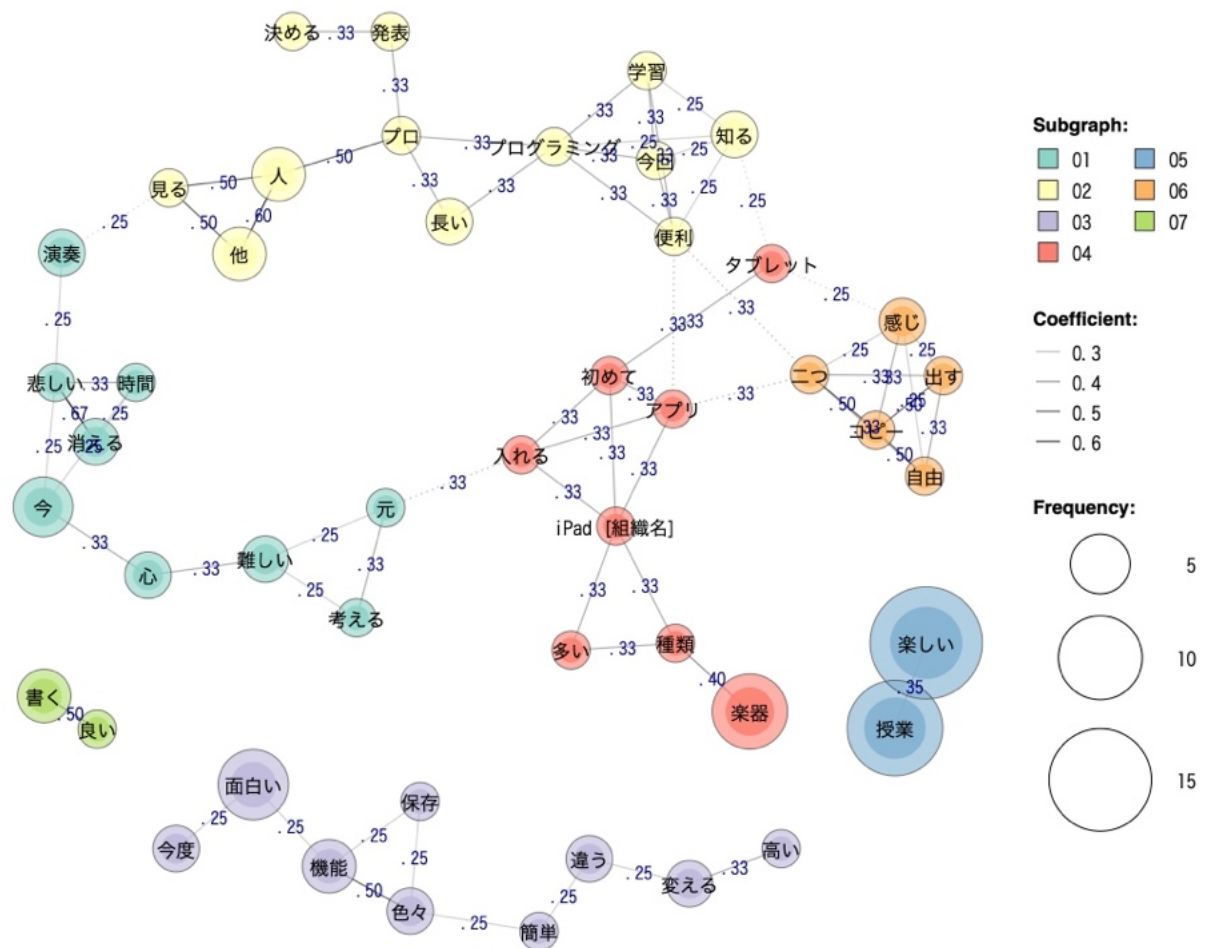 決める .33 発表
.33
学習
.33 .25
.33
プロ .33 プログラミング .25 知る
.33 今回 .25
.50
見る .50 人 .33 .33 .33 .33 .25
.25 .50 .60 長い .25
演奏 他 便利
タブレット
.25 .33 .33 .33 .25
感じ
悲しい .33 時間 初めて .25 .25
.67 .25 .33 アプリ .33 二つ .33 出す
.25 消える .33 .33 .50
.33 コピー .33
入れる .33 .33 .50
今 元 .33 .33 自由
.33 .25 iPad [組織名]
心 .33 難しい .33
.25 .33 .33
考える
多い .33 種類
.40
書く 楽器
.50
良い
楽しい
.35
授業
面白い 保存
.25 .25 .25
今度 機能 .25 違う 高い
.50 .25 .33
色々 .25 変える
.25 簡単
Subgraph:
01 05
02 06
03 07
04
Coefficient:
0.3
0.4
0.5
0.6
Frequency:
5
10
15